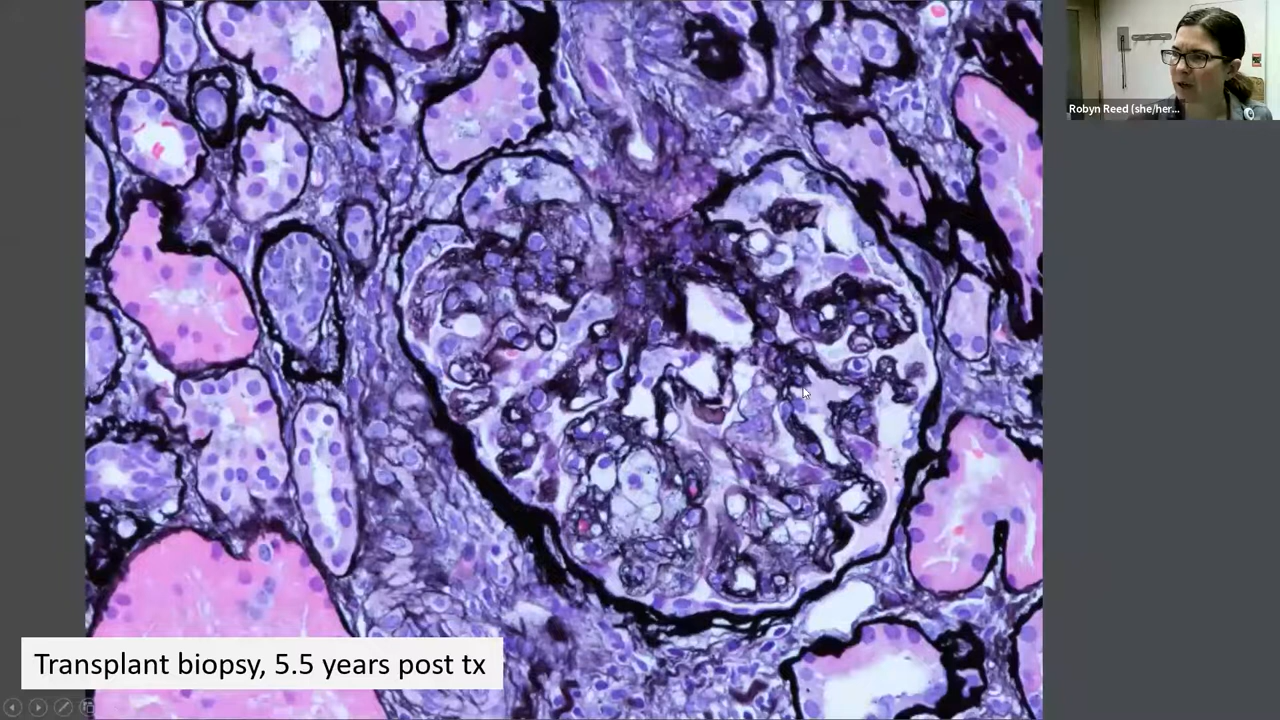 Robyn Reed (she/her...
Transplant biopsy, 5.5 years post tx